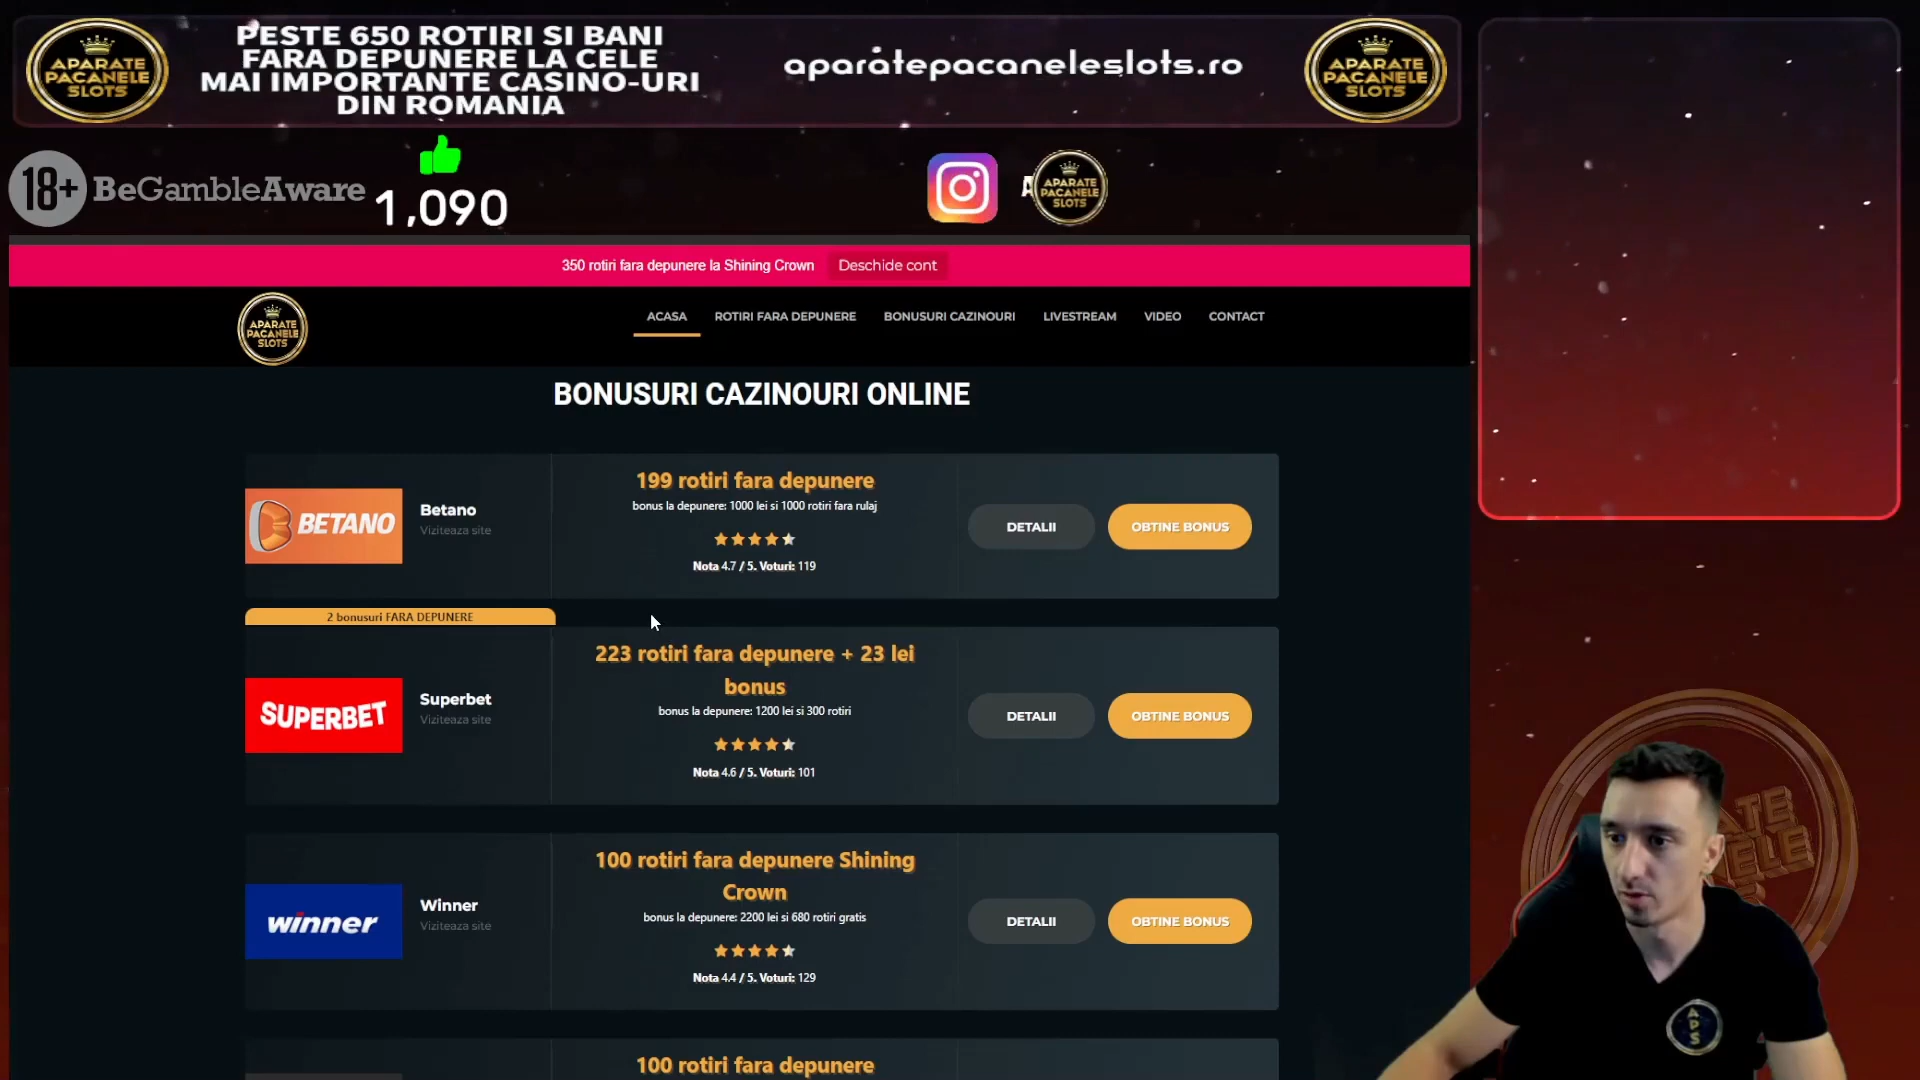 APARATE
PACANELE
SLOTS
PESTE 650 ROTIRI SI BANI
FARA DEPUNERE LA CELE
MAI IMPORTANTE CASINO-URI
DIN ROMANIA
aparatepacaneleslots.ro
APARATE
PACANELE
SLOTS
18+ BeGambleAware
1,090
A
APARATE
PACANELE
SLOTS
350 rotiri fara depunere la Shining Crown
Deschide cont
APARATE
PACANELE
SLOTS
ACASA
ROTIRI FARA DEPUNERE
BONUSURI CAZINOURI
LIVESTREAM
VIDEO
CONTACT
BONUSURI CAZINOURI ONLINE
BETANO
Betano
Viziteaza site
199 rotiri fara depunere
bonus la depunere: 1000 lei si 1000 rotiri fara rulaj
Nota 4.7 / 5. Voturi: 119
DETALII
OBTINE BONUS
2 bonusuri FARA DEPUNERE
SUPERBET
Superbet
Viziteaza site
223 rotiri fara depunere + 23 lei
bonus
bonus la depunere: 1200 lei si 300 rotiri
Nota 4.6 / 5. Voturi: 101
DETALII
OBTINE BONUS
winner
Winner
Viziteaza site
100 rotiri fara depunere Shining
Crown
bonus la depunere: 2200 lei si 680 rotiri gratis
Nota 4.4 / 5. Voturi: 129
DETALII
OBTINE BONUS
100 rotiri fara depunere
APS